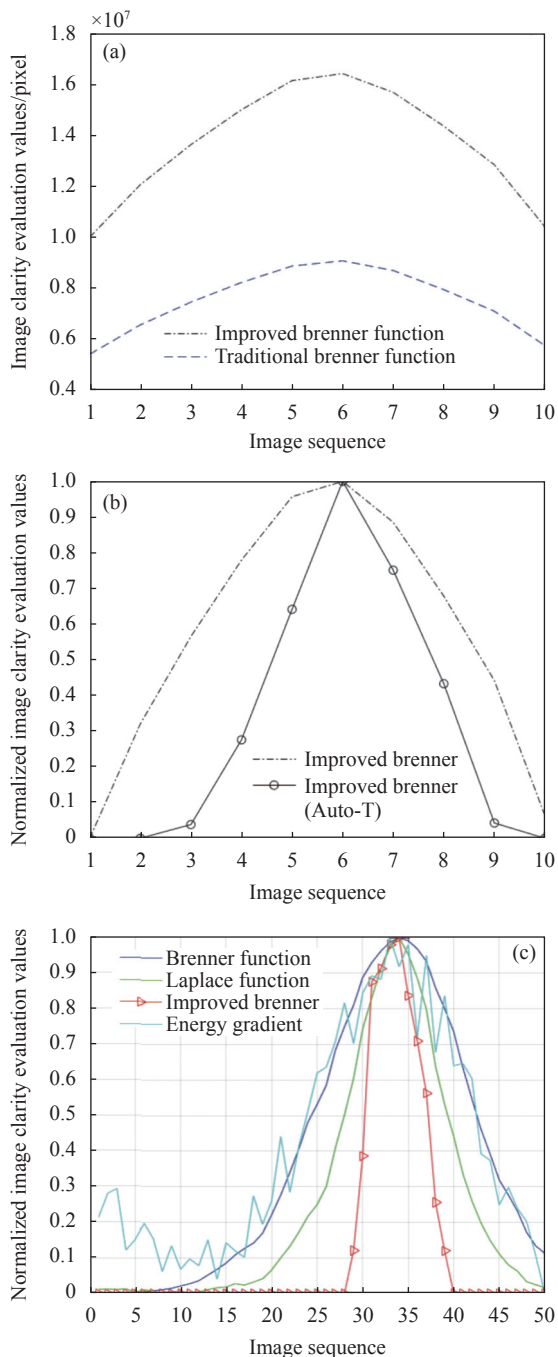 ×10⁷
(a)
1.8
1.6
1.4
1.2
1.0
0.8
0.6
0.4
Image clarity evaluation values/pixel
Improved brenner function
Traditional brenner function
1 2 3 4 5 6 7 8 9 10
Image sequence
(b)
1.0
0.9
0.8
0.7
0.6
0.5
0.4
0.3
0.2
0.1
0
Normalized image clarity evaluation values
Improved brenner
Improved brenner
(Auto-T)
1 2 3 4 5 6 7 8 9 10
Image sequence
(c)
1.0
0.9
0.8
0.7
0.6
0.5
0.4
0.3
0.2
0.1
0
Normalized image clarity evaluation values
Brenner function
Laplace function
Improved brenner
Energy gradient
0 5 10 15 20 25 30 35 40 45 50
Image sequence